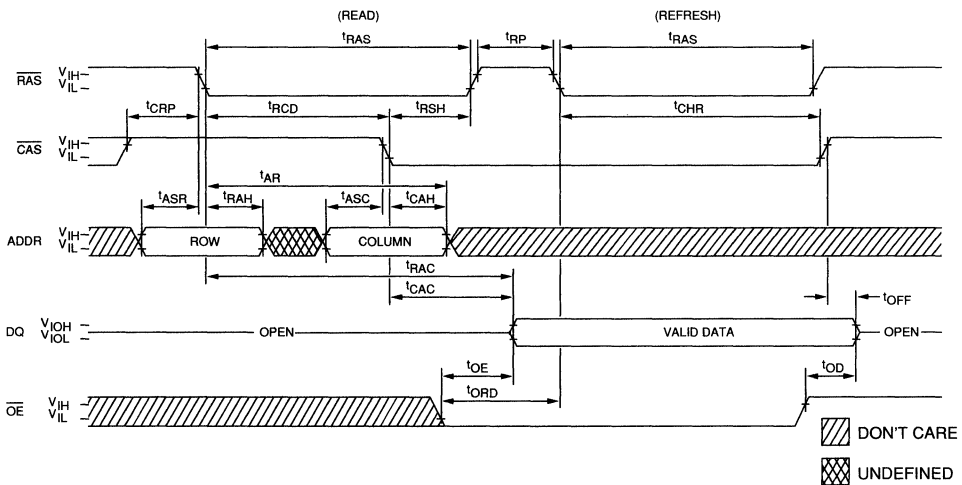 (READ) (REFRESH)
tRAS tRP tRAS
RAS VIH VIL
tCRP tRCD tRSH tCHR
CAS VIH VIL
tAR
tASR tRAH tASC tCAH
ADDR VIH VIL ROW COLUMN
tRAC
tCAC tOFF
DQ VIOH VIOL OPEN VALID DATA OPEN
tOE tOD
tORD
OE VIH VIL
DON'T CARE
UNDEFINED